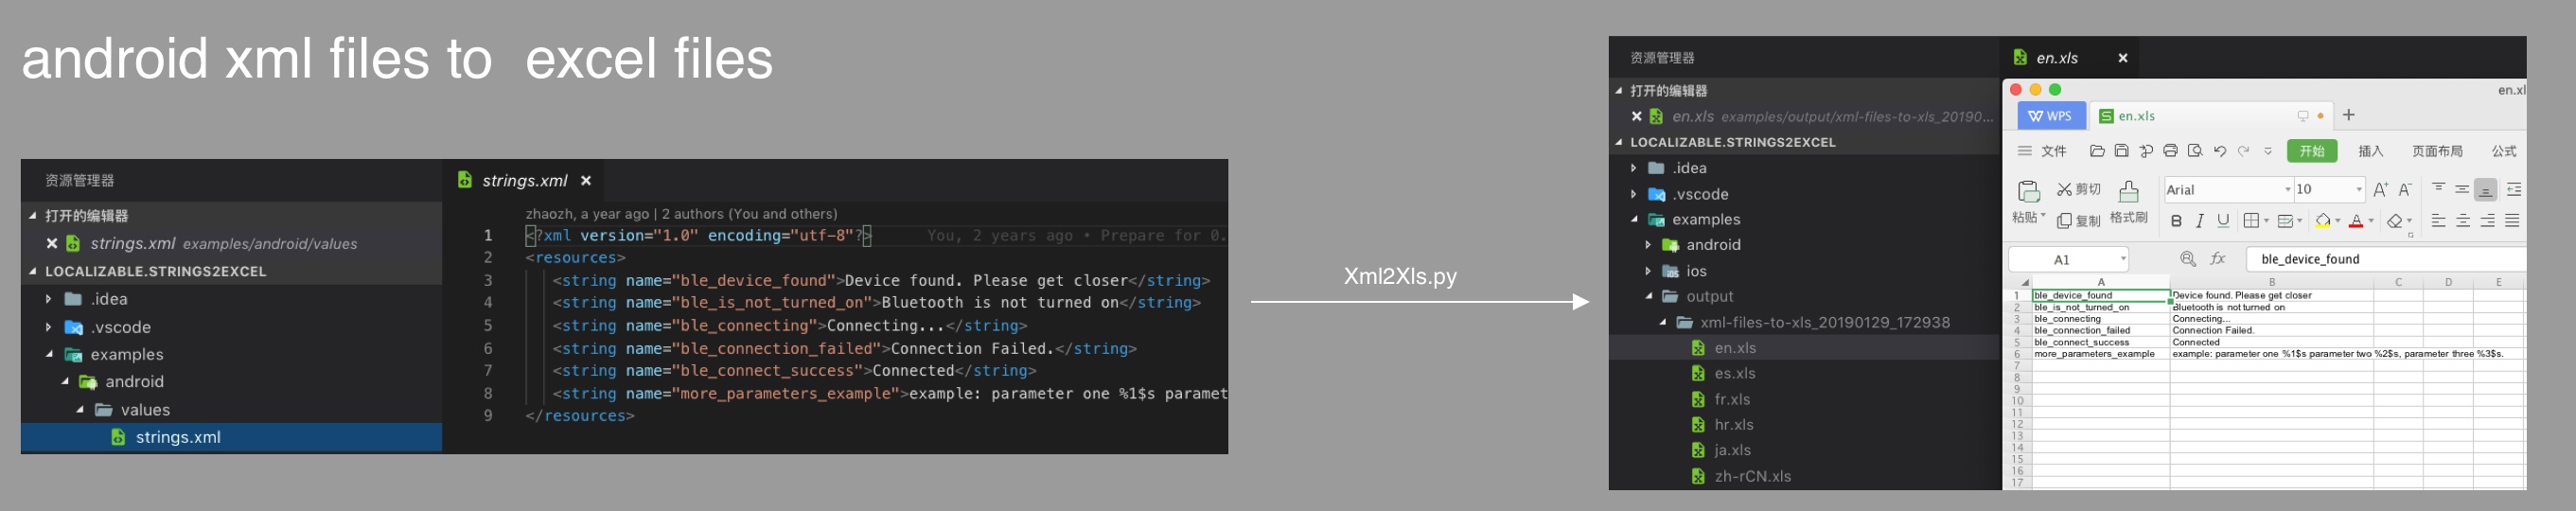 android xml files to  excel files
资源管理器
打开的编辑器
strings.xml examples/android/values
LOCALIZABLE.STRINGS2EXCEL
.idea
.vscode
examples
android
values
strings.xml
strings.xml
zhaozh, a year ago | 2 authors (You and others)
1 <?xml version="1.0" encoding="utf-8"?> You, 2 years ago • Prepare for 0.
2 <resources>
3 <string name="ble_device_found">Device found. Please get closer</string>
4 <string name="ble_is_not_turned_on">Bluetooth is not turned on</string>
5 <string name="ble_connecting">Connecting...</string>
6 <string name="ble_connection_failed">Connection Failed.</string>
7 <string name="ble_connect_success">Connected</string>
8 <string name="more_parameters_example">example: parameter one %1$s paramet
9 </resources>
Xml2Xls.py
资源管理器
打开的编辑器
en.xls examples/output/xml-files-to-xls_20190...
LOCALIZABLE.STRINGS2EXCEL
.idea
.vscode
examples
android
ios
output
xml-files-to-xls_20190129_172938
en.xls
es.xls
fr.xls
hr.xls
ja.xls
zh-rCN.xls
en.xls
en.xl
WPS en.xls
文件 开始 插入 页面布局 公式
粘贴 剪切 复制 格式刷 Arial 10 A+ A-
B I U A
A1 fx ble_device_found
A B C D E
1 ble_device_found Device found. Please get closer
2 ble_is_not_turned_on Bluetooth is not turned on
3 ble_connecting Connecting...
4 ble_connection_failed Connection Failed.
5 ble_connect_success Connected
6 more_parameters_example example: parameter one %1$s parameter two %2$s, parameter three %3$s.
7
8
9
10
11
12
13
14
15
16
17